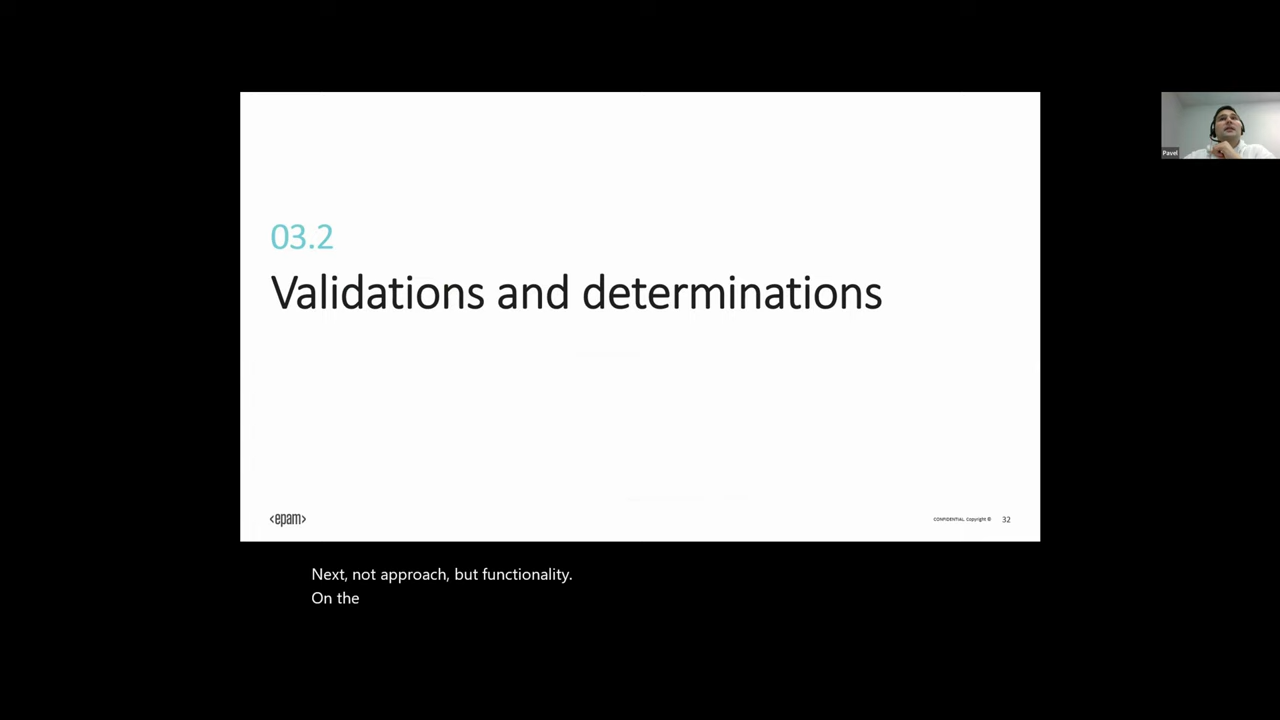 03.2
Validations and determinations
<epam>
CONFIDENTIAL. Copyright ©
32
Pavel
Next, not approach, but functionality.
On the